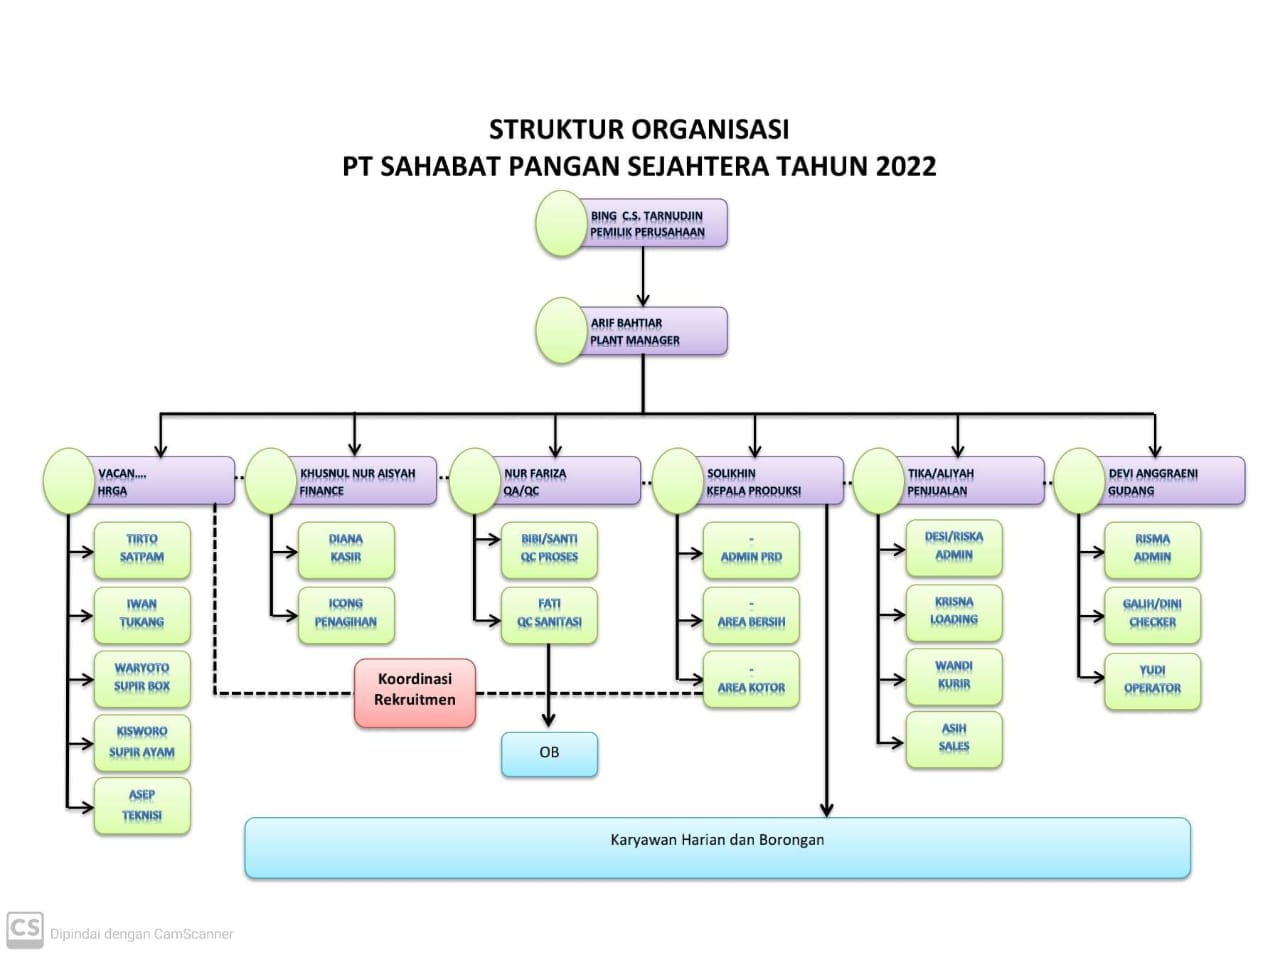 STRUKTUR ORGANISASI
PT SAHABAT PANGAN SEJAHTERA TAHUN 2022
BING C.S. TARNUDJIN
PEMILIK PERUSAHAAN
ARIF BAHTIAR
PLANT MANAGER
VACAN....
HRGA
KHUSNUL NUR AISYAH
FINANCE
NUR FARIZA
QA/QC
SOLIKHIN
KEPALA PRODUKSI
TIKA/ALIYAH
PENJUALAN
DEVI ANGGRAENI
GUDANG
TIRTO
SATPAM
IWAN
TUKANG
WARYOTO
SUPIR BOX
KISWORO
SUPIR AYAM
ASEP
TEKNISI
DIANA
KASIR
ICONG
PENAGIHAN
BIBI/SANTI
QC PROSES
FATI
QC SANITASI
-
ADMIN PRD
-
AREA BERSIH
-
AREA KOTOR
DESI/RISKA
ADMIN
KRISNA
LOADING
WANDI
KURIR
ASIH
SALES
RISMA
ADMIN
GALIH/DINI
CHECKER
YUDI
OPERATOR
Koordinasi
Rekruitmen
OB
Karyawan Harian dan Borongan
CS Dipindai dengan CamScanner